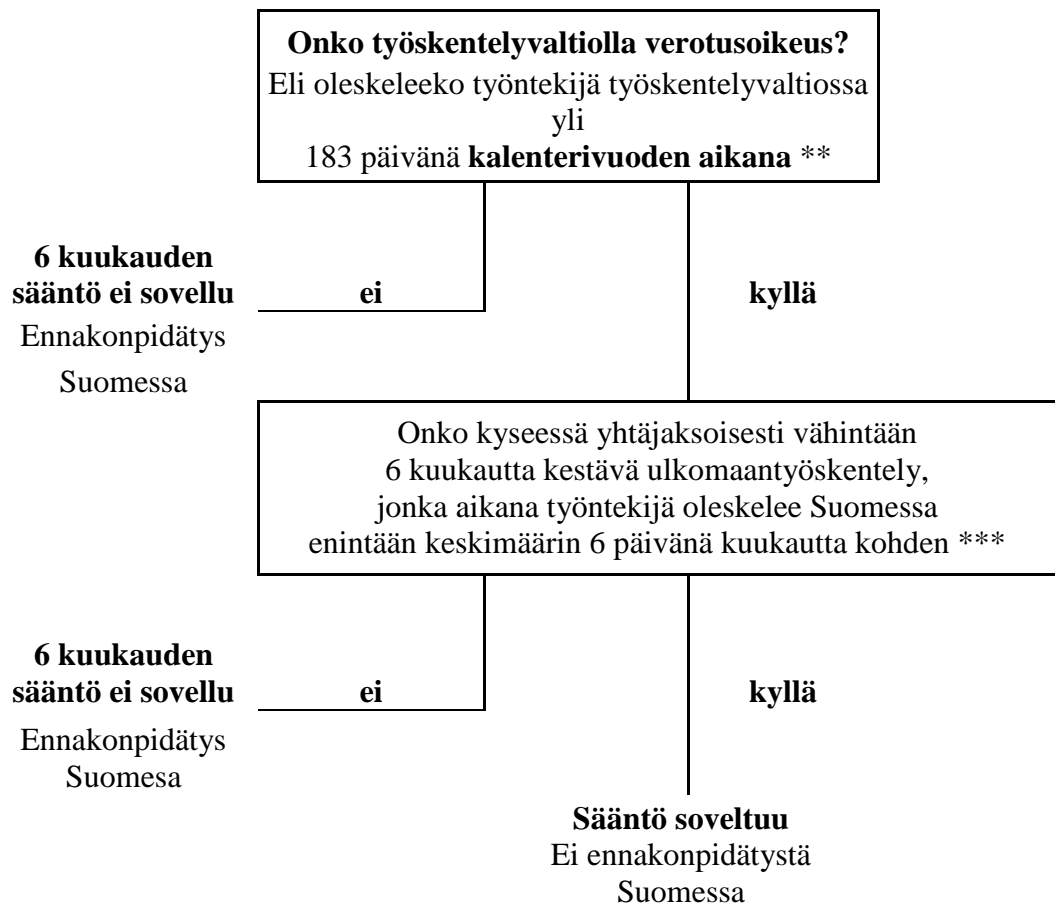 Onko työskentelyvaltiolla verotusoikeus?
Eli oleskeleeko työntekijä työskentelyvaltiossa
yli
183 päivänä kalenterivuoden aikana **
6 kuukauden
sääntö ei sovellu
Ennakonpidätys
Suomessa
ei
kyllä
Onko kyseessä yhtäjaksoisesti vähintään
6 kuukautta kestävä ulkomaantyöskentely,
jonka aikana työntekijä oleskelee Suomessa
enintään keskimäärin 6 päivänä kuukautta kohden ***
6 kuukauden
sääntö ei sovellu
Ennakonpidätys
Suomesa
ei
kyllä
Sääntö soveltuu
Ei ennakonpidätystä
Suomessa